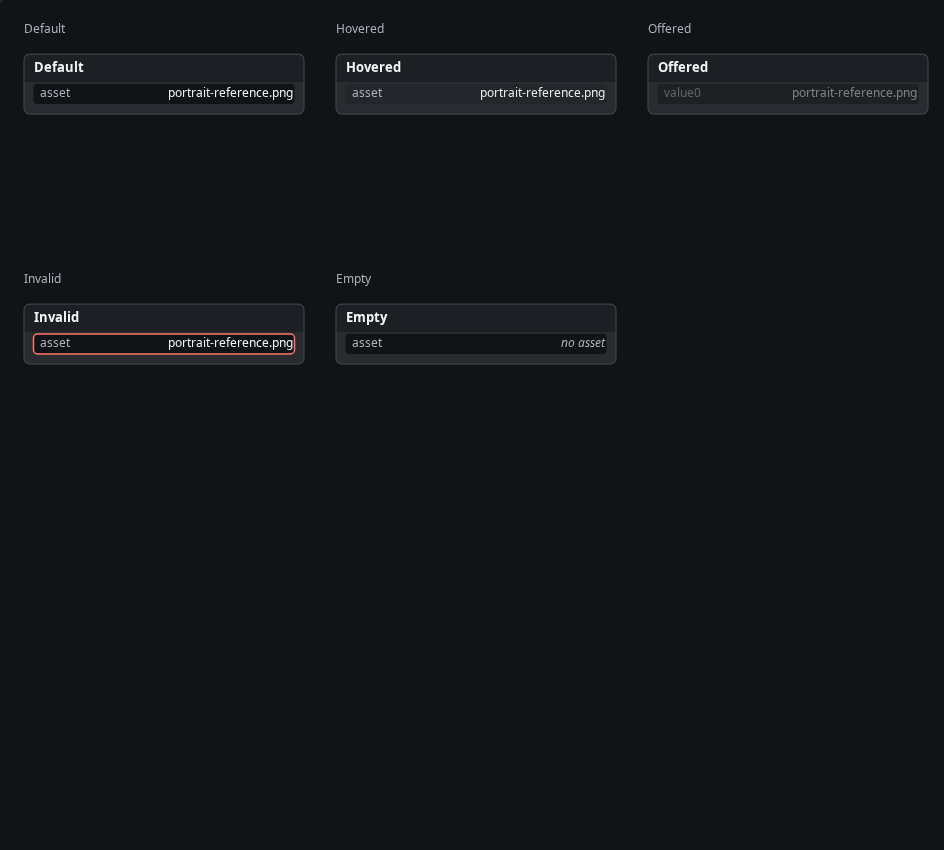 Default
Hovered
Offered
Default
Hovered
Offered
asset portrait-reference.png
asset portrait-reference.png
value0 portrait-reference.png
Invalid
Empty
Invalid
Empty
asset portrait-reference.png
asset no asset